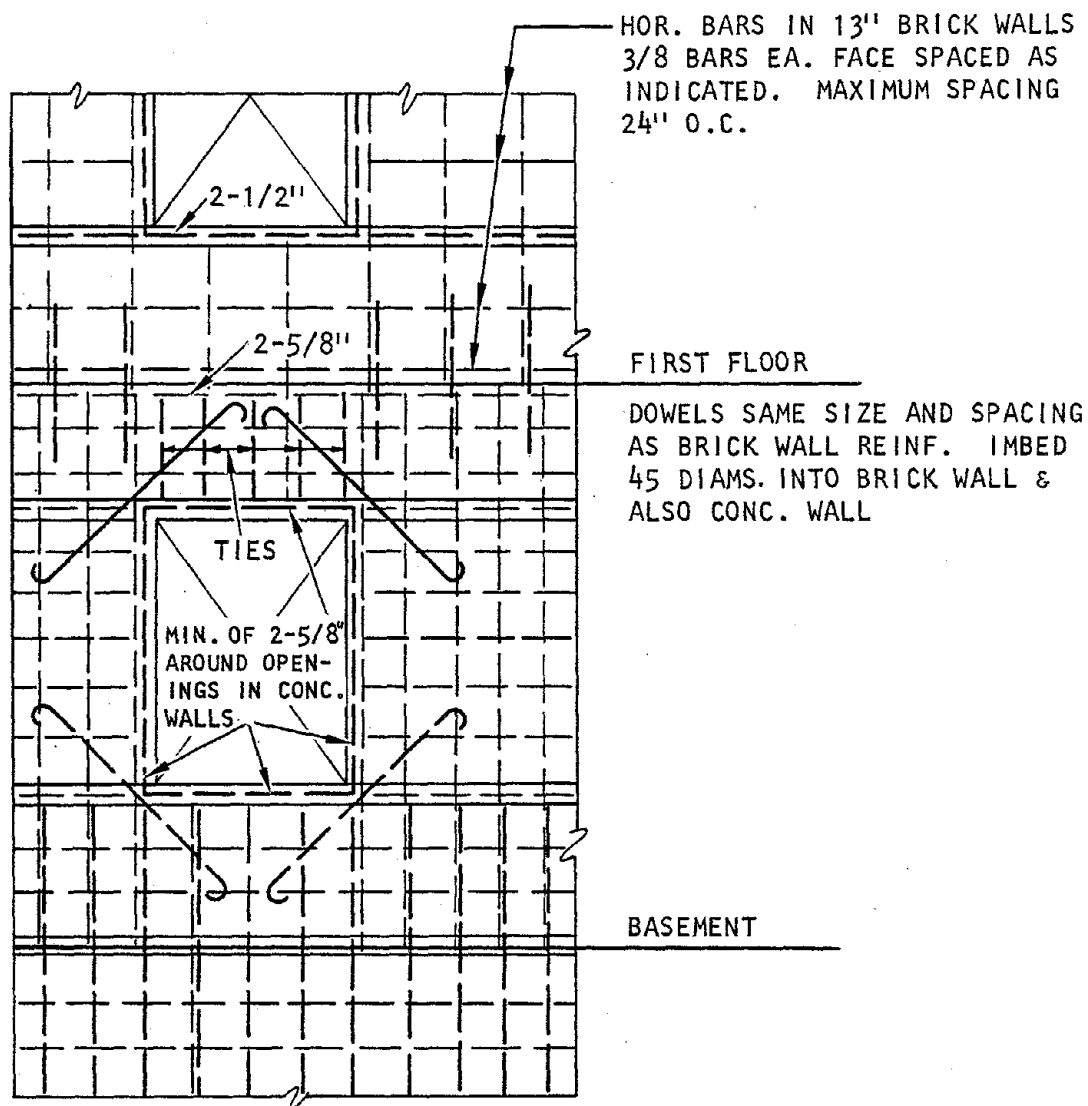 HOR. BARS IN 13" BRICK WALLS
3/8 BARS EA. FACE SPACED AS
INDICATED. MAXIMUM SPACING
24" O.C.
2-1/2"
2-5/8"
FIRST FLOOR
DOWELS SAME SIZE AND SPACING
AS BRICK WALL REINF. IMBED
45 DIAMS. INTO BRICK WALL &
ALSO CONC. WALL
TIES
MIN. OF 2-5/8"
AROUND OPEN-
INGS IN CONC.
WALLS
BASEMENT